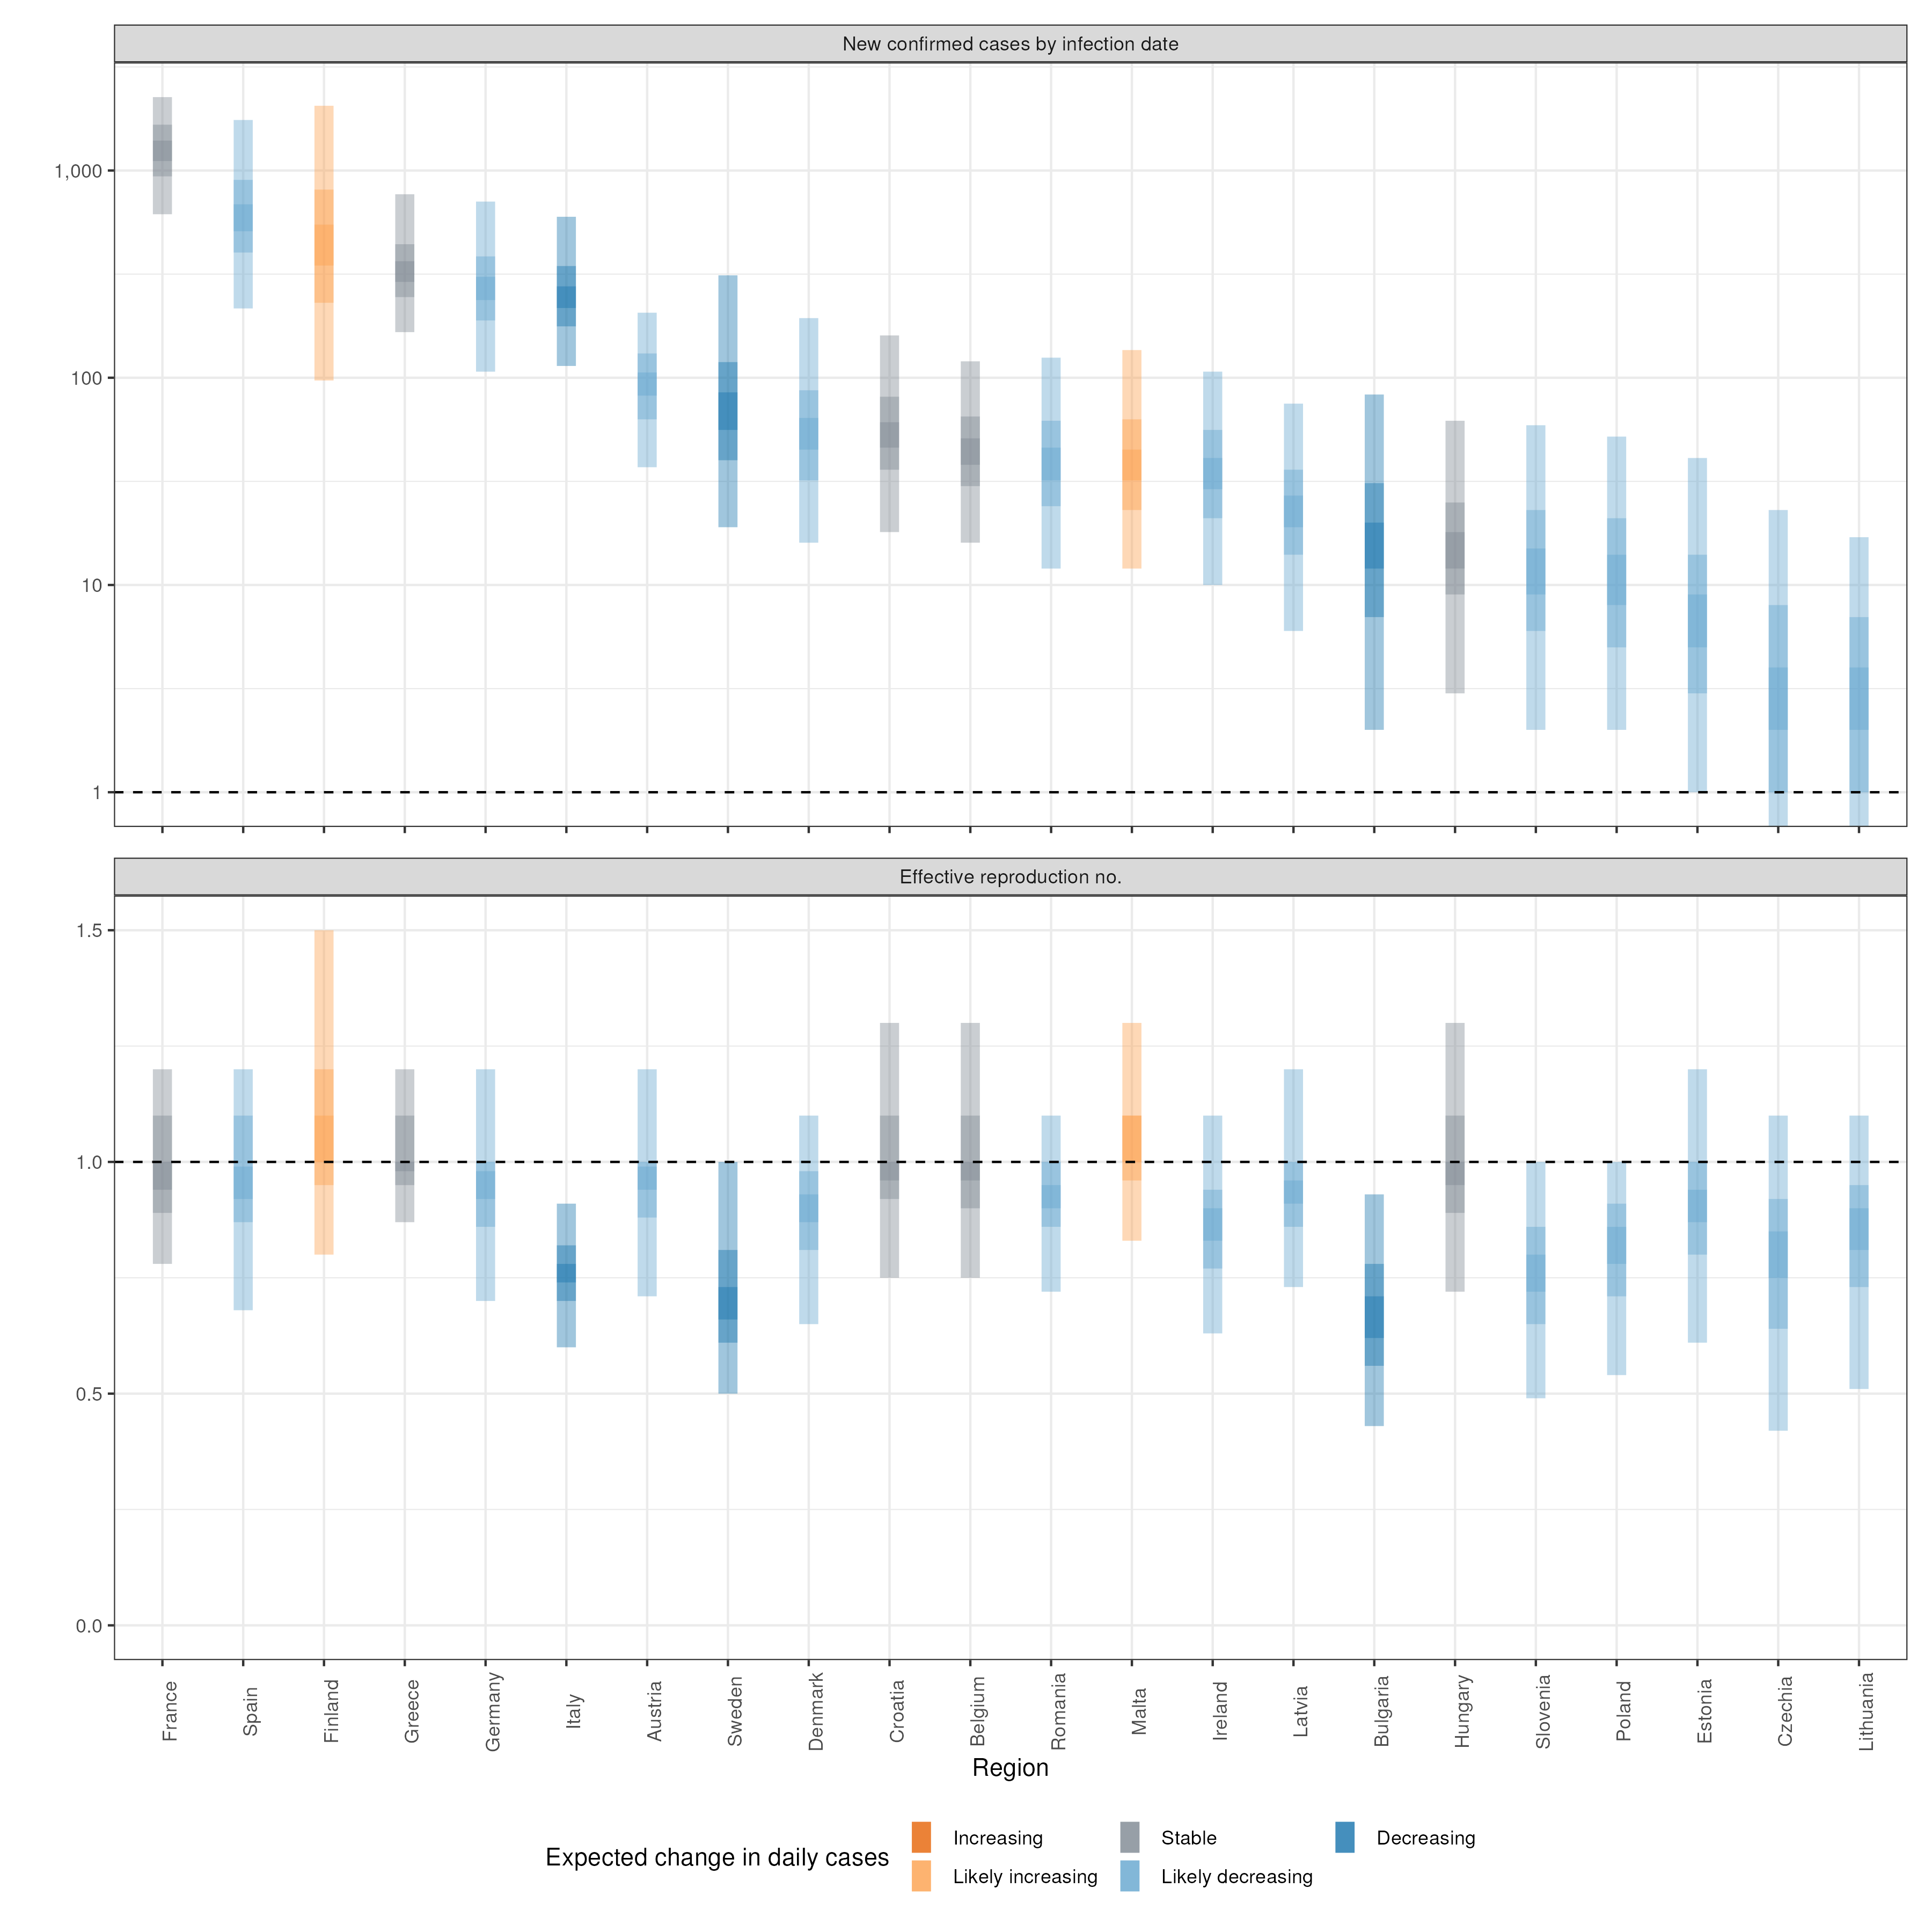 New confirmed cases by infection date
1,000
100
10
1
Effective reproduction no.
1.5
1.0
0.5
0.0
France
Spain
Finland
Greece
Germany
Italy
Austria
Sweden
Denmark
Croatia
Belgium
Romania
Malta
Ireland
Latvia
Bulgaria
Hungary
Slovenia
Poland
Estonia
Czechia
Lithuania
Region
Expected change in daily cases
Increasing
Stable
Decreasing
Likely increasing
Likely decreasing